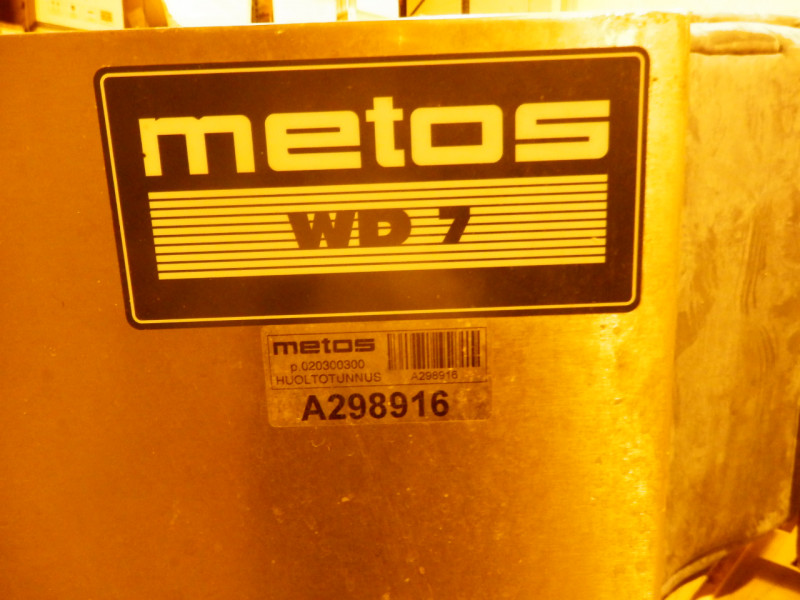 metos
WD 7
metos
p.020300300
HUOLTOTUNNUS A298916
A298916